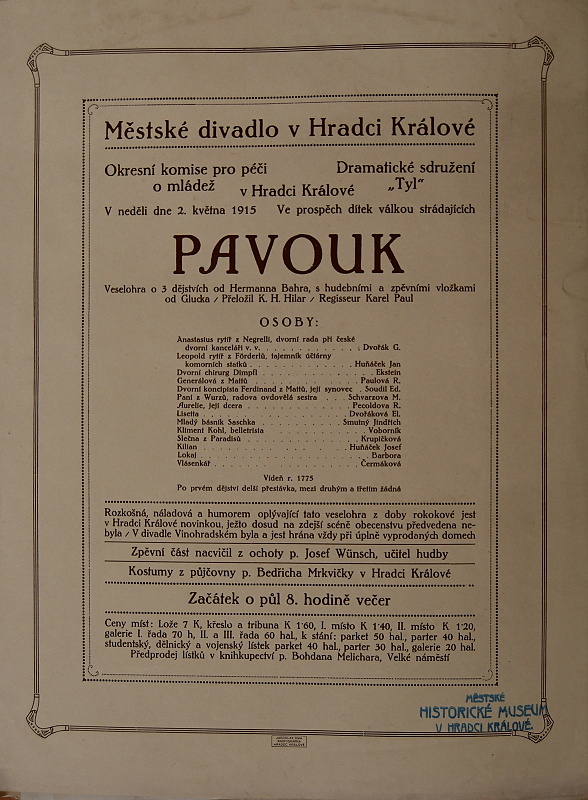 Městské divadlo v Hradci Králové
Okresní komise pro péči o mládež
Dramatické sdružení „Tyl“
v Hradci Králové
V neděli dne 2. května 1915 Ve prospěch dítek válkou strádajících
PAVOUK
Veselohra o 3 dějstvích od Hermanna Bahra, s hudebními a zpěvními vložkami
od Glucka / Přeložil K. H. Hilar / Regisseur Karel Paul
OSOBY:
Anastasius rytíř z Negrelli, dvorní rada při české
dvorní kanceláři v. v. . . . . . . . . . . . Dvořák G.
Leopold rytíř z Förderlů, tajemník účtárny
komorních statků . . . . . . . . . . . . Huňáček Jan
Dvorní chirurg Dimpfl . . . . . . . . . . . . Ekstein
Generálová z Mattů . . . . . . . . . . . . Paulová R.
Dvorní koncipista Ferdinand z Mattů, její synovec . Soudil Ed.
Paní z Wurzů, radova ovdovělá sestra . . . Schvarzova M.
Aurelie, její dcera . . . . . . . . . . . . Pecoldova R.
Lisetta . . . . . . . . . . . . Dvořáková El.
Mladý básník Saschka . . . . . . . . . . . . Smutný Jindřich
Kliment Kohl, belletrista . . . . . . . . . . . . Voborník
Slečna z Paradisů . . . . . . . . . . . . Krupičková
Kilian . . . . . . . . . . . . Huňáček Josef
Lokaj . . . . . . . . . . . . Barbora
Vlásenkář . . . . . . . . . . . . Čermáková
Vídeň r. 1775
Po prvém dějství delší přestávka, mezi druhým a třetím žádná
Rozkošná, náladová a humorem oplývající tato veselohra z doby rokokové jest
v Hradci Králové novinkou, ježto dosud na zdejší scéně obecenstvu předvedena ne-
byla / V divadle Vinohradském byla a jest hrána vždy při úplně vyprodaných domech
Zpěvní část nacvičil z ochoty p. Josef Wünsch, učitel hudby
Kostumy z půjčovny p. Bedřicha Mrkvičky v Hradci Králové
Začátek o půl 8. hodině večer
Ceny míst: Lože 7 K, křeslo a tribuna K 1·60, I. místo K 1·40, II. místo K 1·20,
galerie I. řada 70 h, II. a III. řada 60 hal., k stání: parket 50 hal., parter 40 hal.,
studentský, dělnický a vojenský lístek parket 40 hal., parter 30 hal., galerie 20 hal.
Předprodej lístků v knihkupectví p. Bohdana Melichara, Velké náměstí
MĚSTSKÉ
HISTORICKÉ MUSEUM
V HRADCI KRÁLOVÉ.
HRADEC KRÁLOVÉ